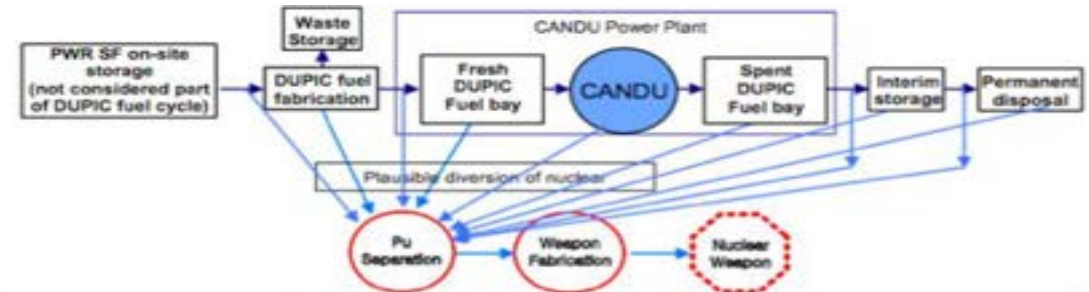 CANDU Power Plant
Waste
Storage
PWR SF on-site
storage
(not considered part
of DUPIC fuel cycle)
DUPIC fuel
fabrication
Fresh
DUPIC
Fuel bay
CANDU
Spent
DUPIC
Fuel bay
Interim
storage
Permanent
disposal
Plausible diversion of nuclear
Pu
Separation
Weapon
Fabrication
Nuclear
Weapon